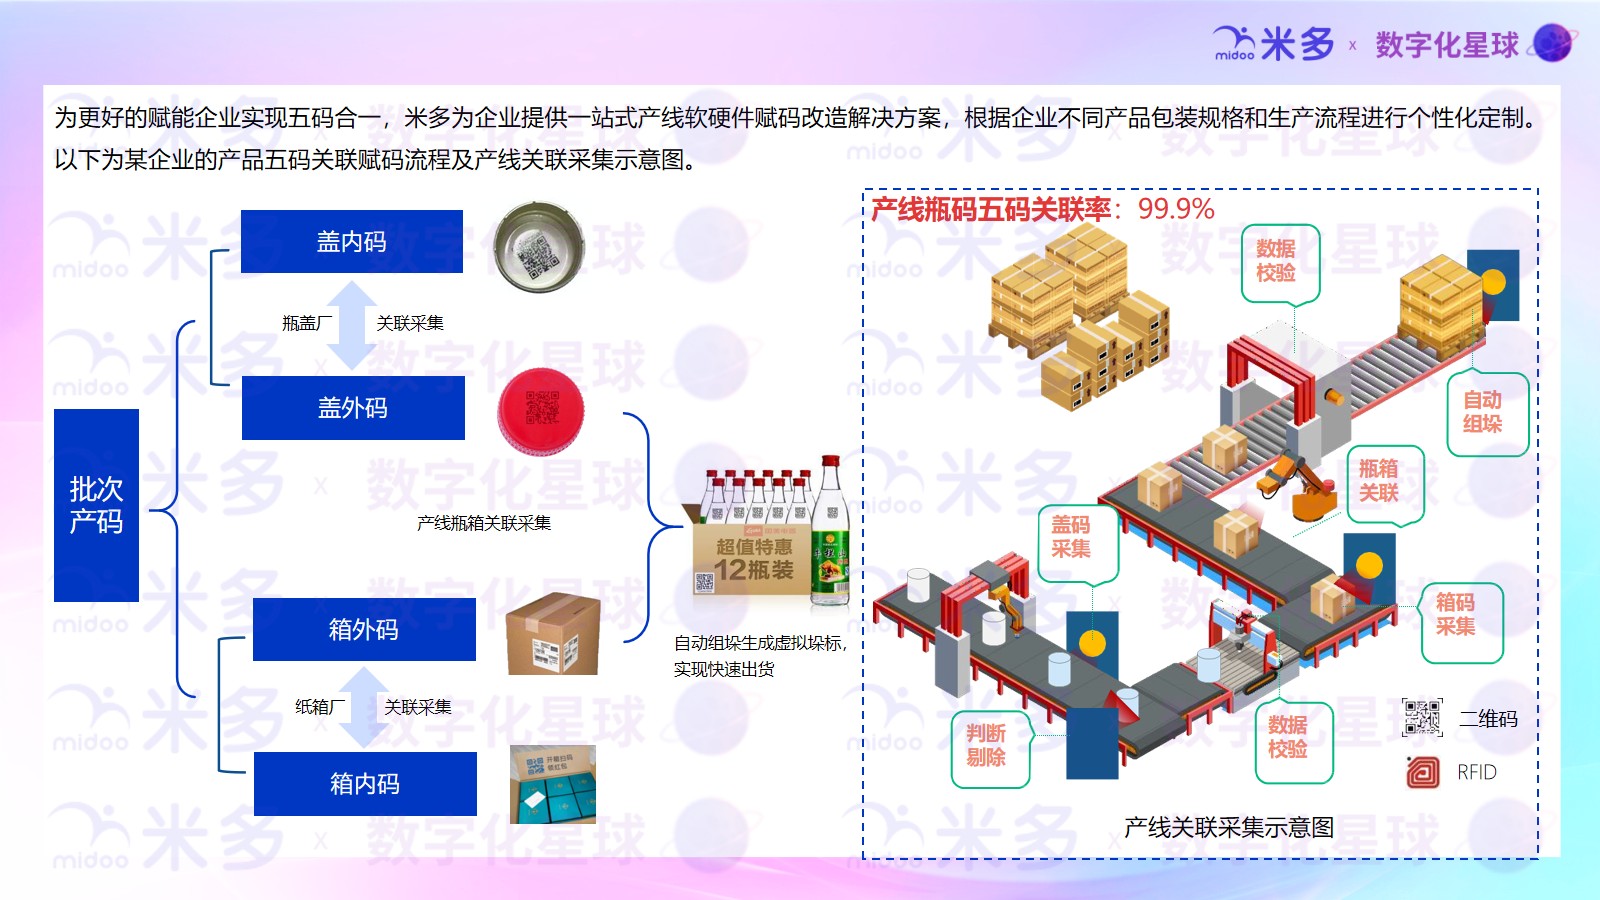 midoo 米多 x 数字化星球
为更好的赋能企业实现五码合一，米多为企业提供一站式产线软硬件赋码改造解决方案，根据企业不同产品包装规格和生产流程进行个性化定制。
以下为某企业的产品五码关联赋码流程及产线关联采集示意图。
批次
产码
盖内码
瓶盖厂
关联采集
盖外码
产线瓶箱关联采集
箱外码
纸箱厂
关联采集
箱内码
开箱扫码
领红包
超值特惠
12瓶装
自动组垛生成虚拟垛标，
实现快速出货
产线瓶码五码关联率：99.9%
数据
校验
自动
组垛
瓶箱
关联
盖码
采集
箱码
采集
判断
剔除
数据
校验
二维码
RFID
产线关联采集示意图